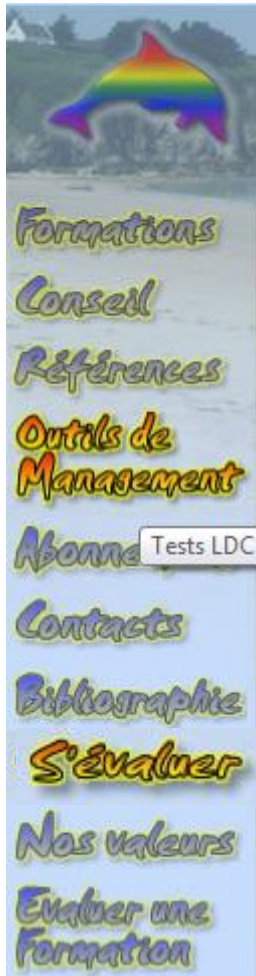 Formations
Conseil
Références
Outils de
Management
Tests LDC
Contacts
Bibliographie
S'évaluer
Nos valeurs
Evaluer une
Formation